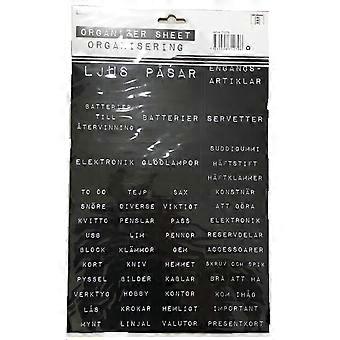 ORGANIZER SHEET
ORGANISERING
LJUS PÅSAR
ENGÅNGS-
ARTIKLAR
BATTERIER
TILL
ÅTERVINNING
BATTERIER
SERVETTER
SUDDIGUMMI
ELEKTRONIK GLÖDLAMPOR
HÄFTSTIFT
HÄFTKLAMMER
TO GO TEJP SAX KONSTNÄR
SNÖRE DIVERSE VIKTIGT ATT GÖRA
KVITTO PENSLAR PASS ELEKTRONIK
USB LIM PENNOR RESERVDELAR
BLOCK KLÄMMOR GEM ACCESSOARER
KORT KNIV HEMMET SKRUV OCH SPIK
PYSSEL BILDER KABLAR BRA ATT HA
VERKTYG HOBBY KONTOR KOM IHÅG
LÅS KROKAR HEMLIGT IMPORTANT
MYNT LINJAL VALUTOR PRESENTKORT